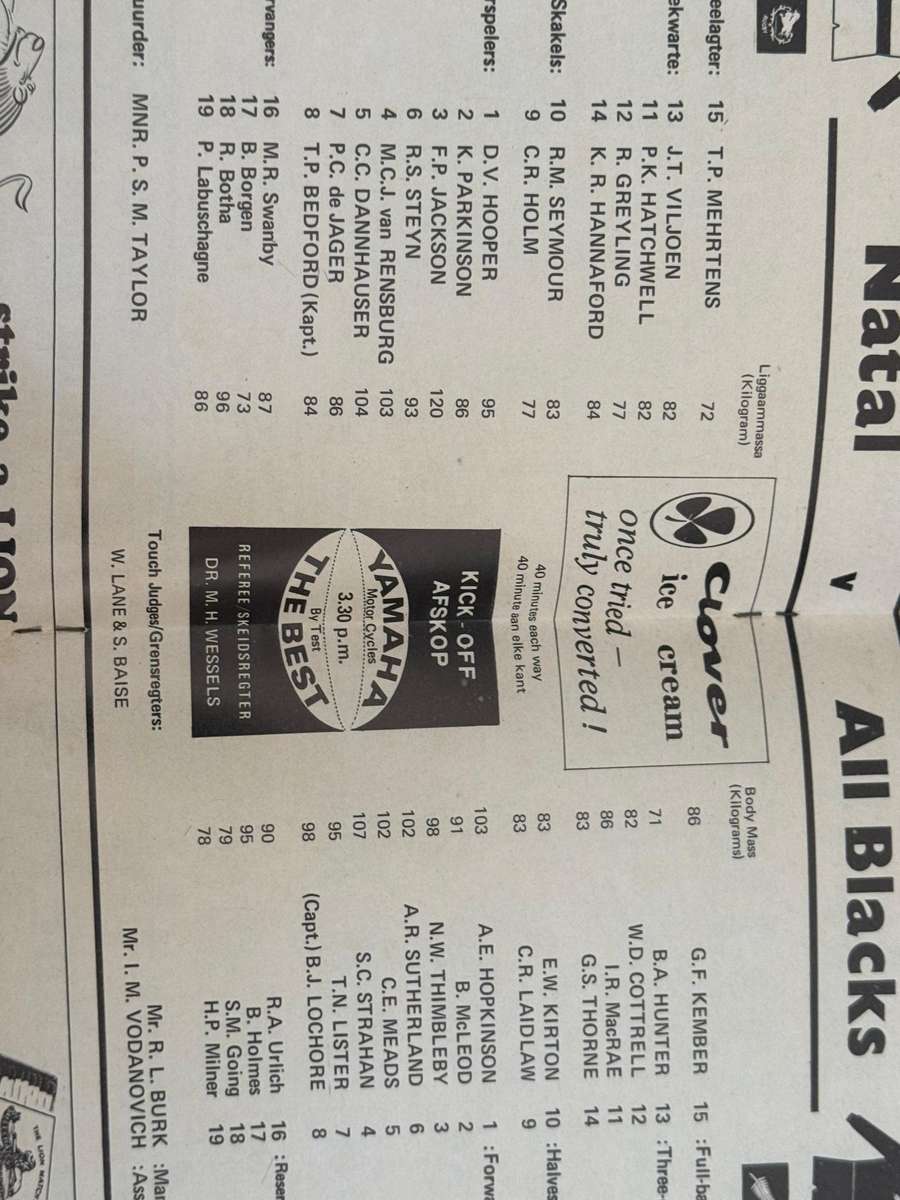 Natal v All Blacks
Liggaammassa
(Kilogram)
eelagter: 15 T.P. MEHRTENS 72
ekwarte: 13 J.T. VILJOEN 82
11 P.K. HATCHWELL 82
12 R. GREYLING 77
14 K. R. HANNAFORD 84
Skakels: 10 R.M. SEYMOUR 83
9 C.R. HOLM 77
rspelers: 1 D.V. HOOPER 95
2 K. PARKINSON 86
3 F.P. JACKSON 120
6 R.S. STEYN 93
4 M.C.J. van RENSBURG 103
5 C.C. DANNHAUSER 104
7 P.C. de JAGER 86
8 T.P. BEDFORD (Kapt.) 84
rvangers: 16 M.R. Swanby 87
17 B. Borgen 73
18 R. Botha 96
19 P. Labuschagne 86
uurder: MNR. P. S. M. TAYLOR
Clover
ice cream
once tried –
truly converted!
40 minutes each way
40 minute aan elke kant
KICK-OFF
AFSKOP
YAMAHA
Motor Cycles
3.30 p.m.
By Test
THE BEST
REFEREE/SKEIDSREGTER
DR. M. H. WESSELS
Touch Judges/Grensregters:
W. LANE & S. BAISE
Body Mass
(Kilograms)
86 G.F. KEMBER 15 :Full-ba
71 B.A. HUNTER 13 :Three-
82 W.D. COTTRELL 12
86 I.R. MacRAE 11
83 G.S. THORNE 14
83 E.W. KIRTON 10 :Halves
83 C.R. LAIDLAW 9
103 A.E. HOPKINSON 1 :Forwa
91 B. McLEOD 2
98 N.W. THIMBLEBY 3
102 A.R. SUTHERLAND 6
102 C.E. MEADS 5
107 S.C. STRAHAN 4
95 T.N. LISTER 7
98 (Capt.) B.J. LOCHORE 8
90 R.A. Urlich 16 :Reser
95 B. Holmes 17
79 S.M. Going 18
78 H.P. Milner 19
Mr. R. L. BURK :Man
Mr. I. M. VODANOVICH :Ass
strike a LION
THE LION MATCH